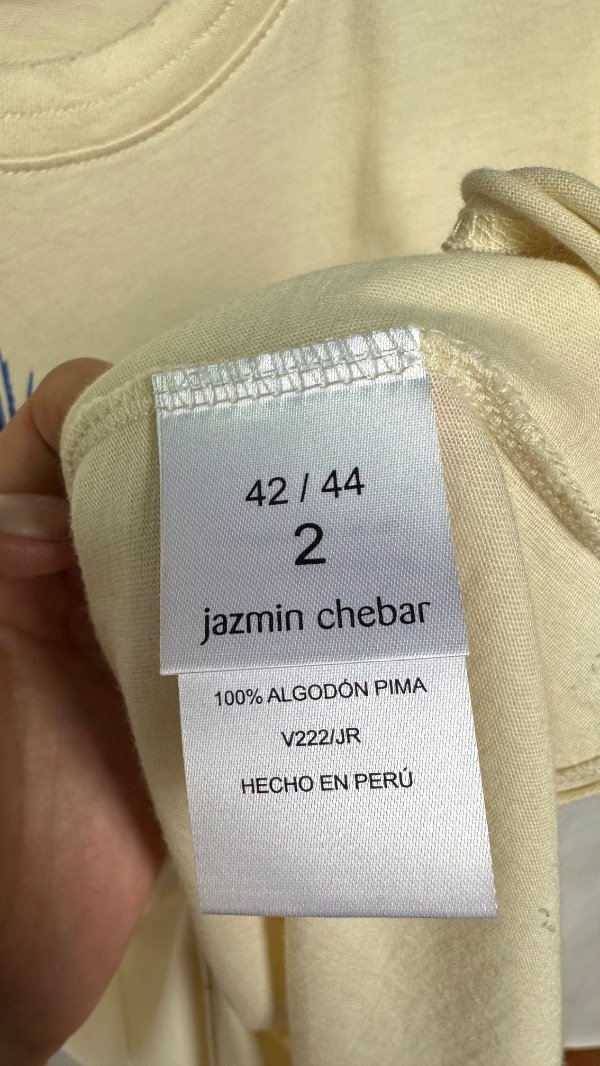 42 / 44
2
jazmin chebar
100% ALGODÓN PIMA
V222/JR
HECHO EN PERÚ